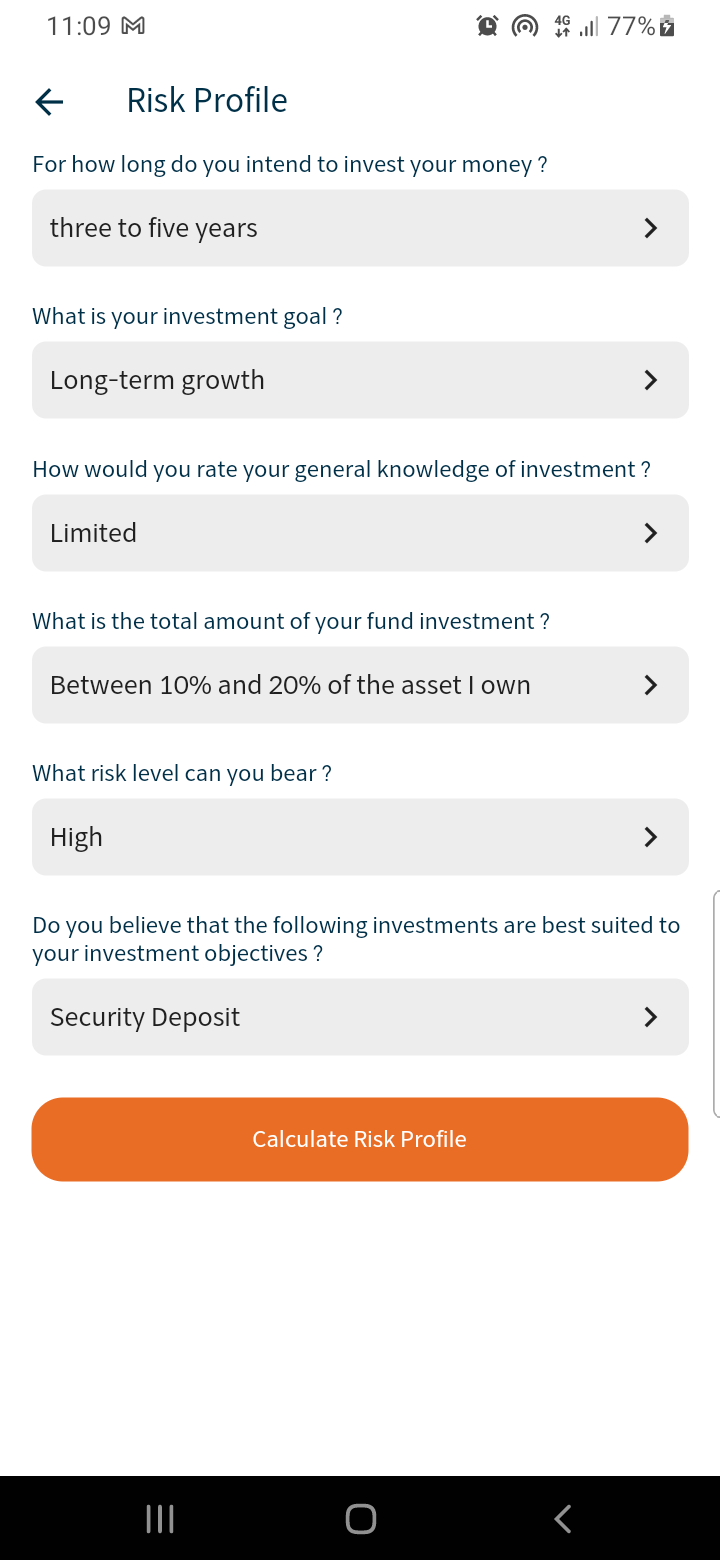 11:09
4G
77%
Risk Profile
For how long do you intend to invest your money ?
three to five years
What is your investment goal ?
Long-term growth
How would you rate your general knowledge of investment ?
Limited
What is the total amount of your fund investment ?
Between 10% and 20% of the asset I own
What risk level can you bear ?
High
Do you believe that the following investments are best suited to
your investment objectives ?
Security Deposit
Calculate Risk Profile